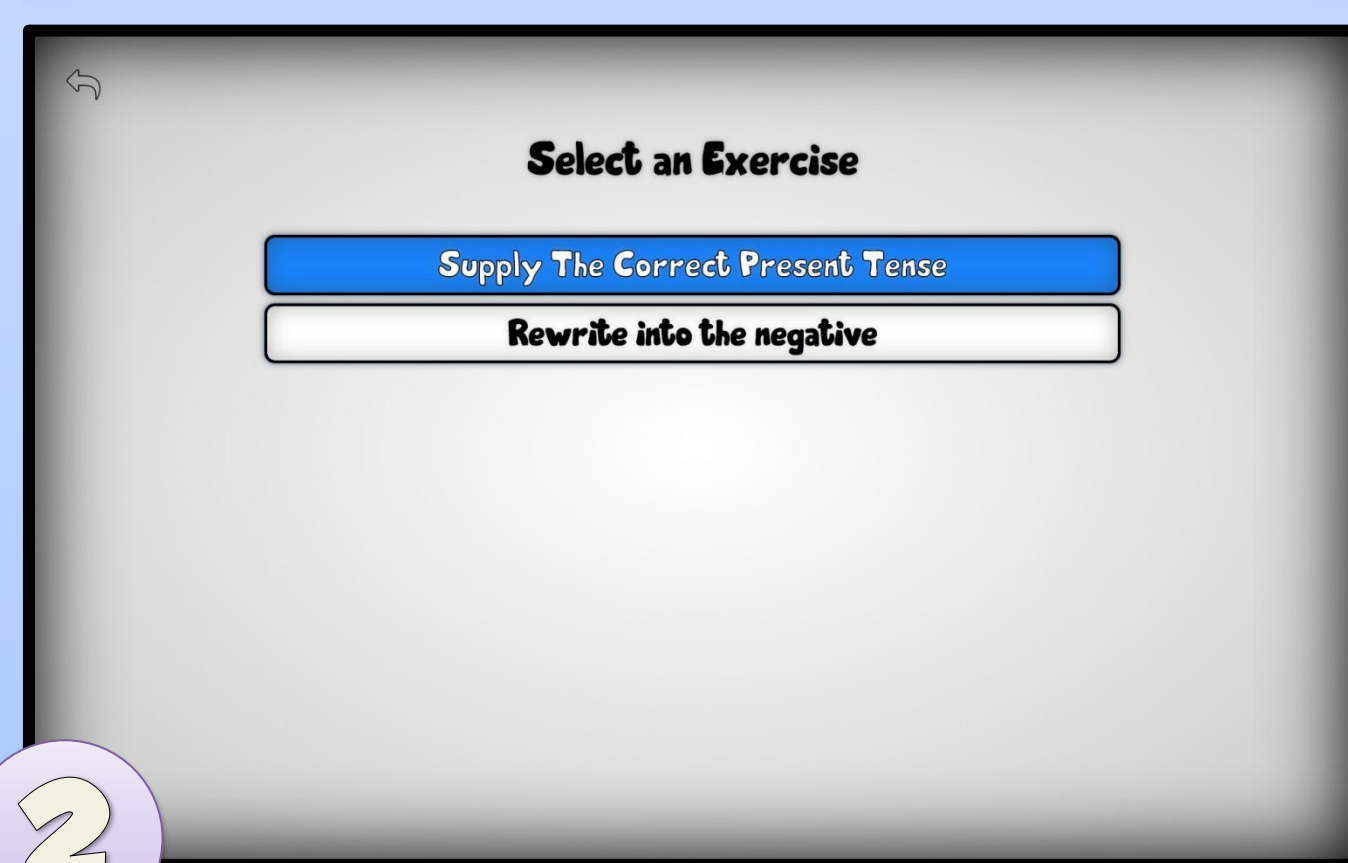 Select an Exercise
Supply The Correct Present Tense
Rewrite into the negative
2